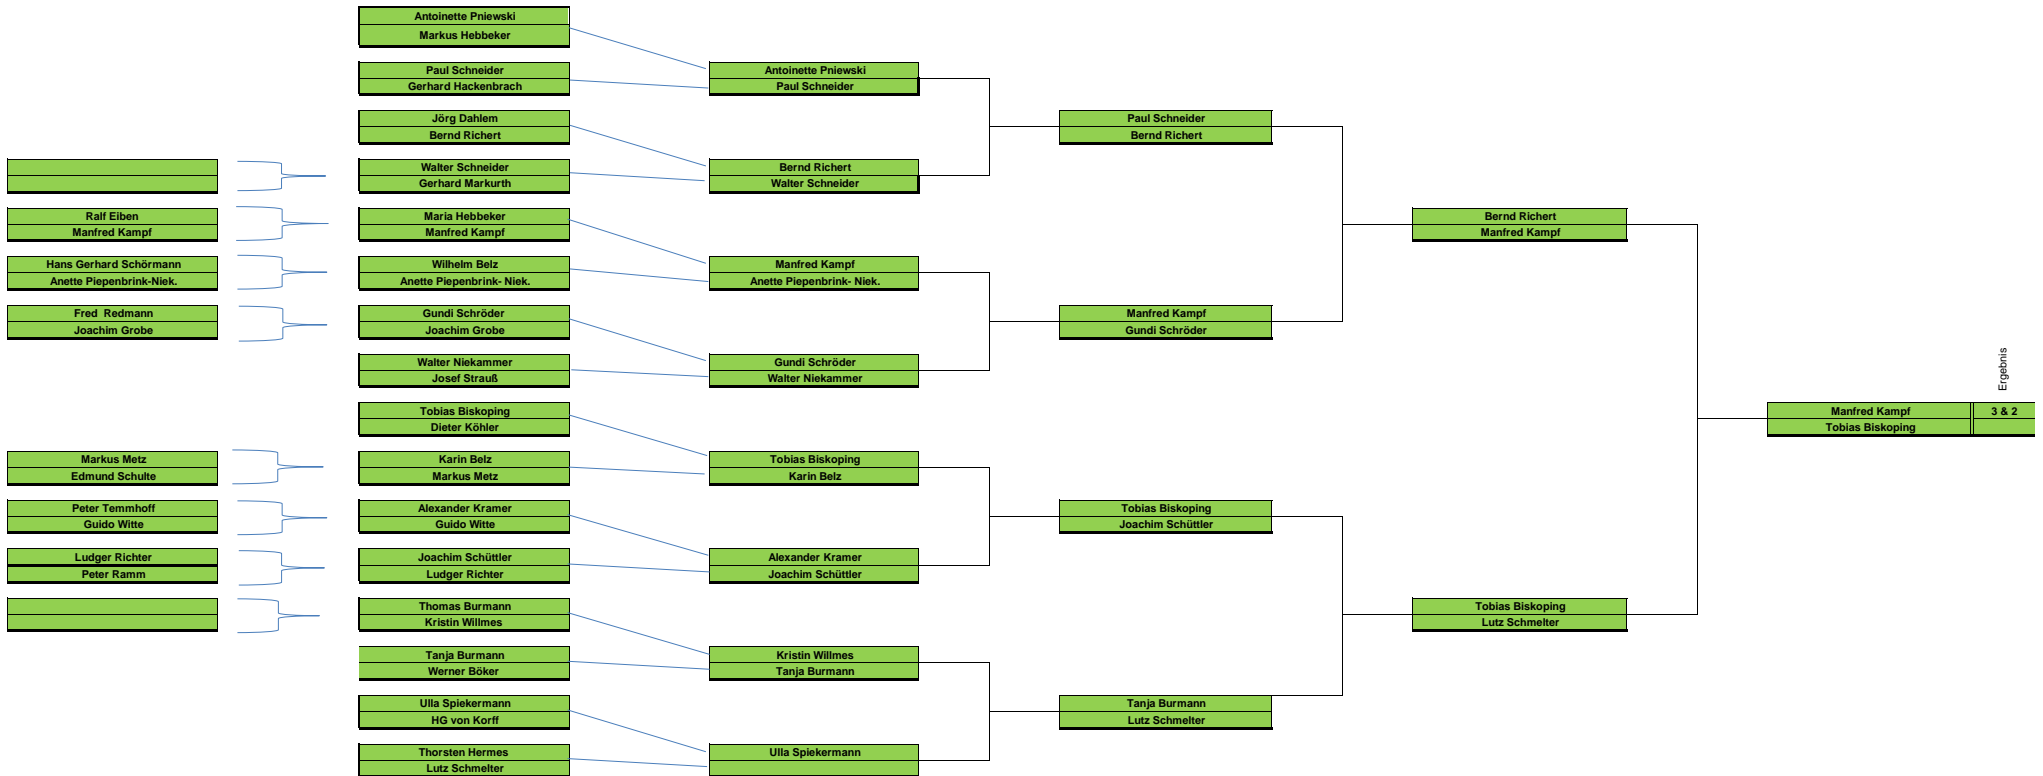 Antoinette Pniewski
Markus Hebbeker
Paul Schneider
Gerhard Hackenbrach
Jörg Dahlem
Bernd Richert
Walter Schneider
Gerhard Markurth
Ralf Eiben
Manfred Kampf
Maria Hebbeker
Manfred Kampf
Hans Gerhard Schörmann
Anette Piepenbrink-Niek.
Wilhelm Belz
Anette Piepenbrink- Niek.
Fred  Redmann
Joachim Grobe
Gundi Schröder
Joachim Grobe
Walter Niekammer
Josef Strauß
Tobias Biskoping
Dieter Köhler
Markus Metz
Edmund Schulte
Karin Belz
Markus Metz
Peter Temmhoff
Guido Witte
Alexander Kramer
Guido Witte
Ludger Richter
Peter Ramm
Joachim Schüttler
Ludger Richter
Thomas Burmann
Kristin Willmes
Tanja Burmann
Werner Böker
Ulla Spiekermann
HG von Korff
Thorsten Hermes
Lutz Schmelter
Antoinette Pniewski
Paul Schneider
Bernd Richert
Walter Schneider
Manfred Kampf
Anette Piepenbrink- Niek.
Gundi Schröder
Walter Niekammer
Tobias Biskoping
Karin Belz
Alexander Kramer
Joachim Schüttler
Kristin Willmes
Tanja Burmann
Ulla Spiekermann
Paul Schneider
Bernd Richert
Manfred Kampf
Gundi Schröder
Tobias Biskoping
Joachim Schüttler
Tanja Burmann
Lutz Schmelter
Bernd Richert
Manfred Kampf
Tobias Biskoping
Lutz Schmelter
Ergebnis
Manfred Kampf
3 & 2
Tobias Biskoping